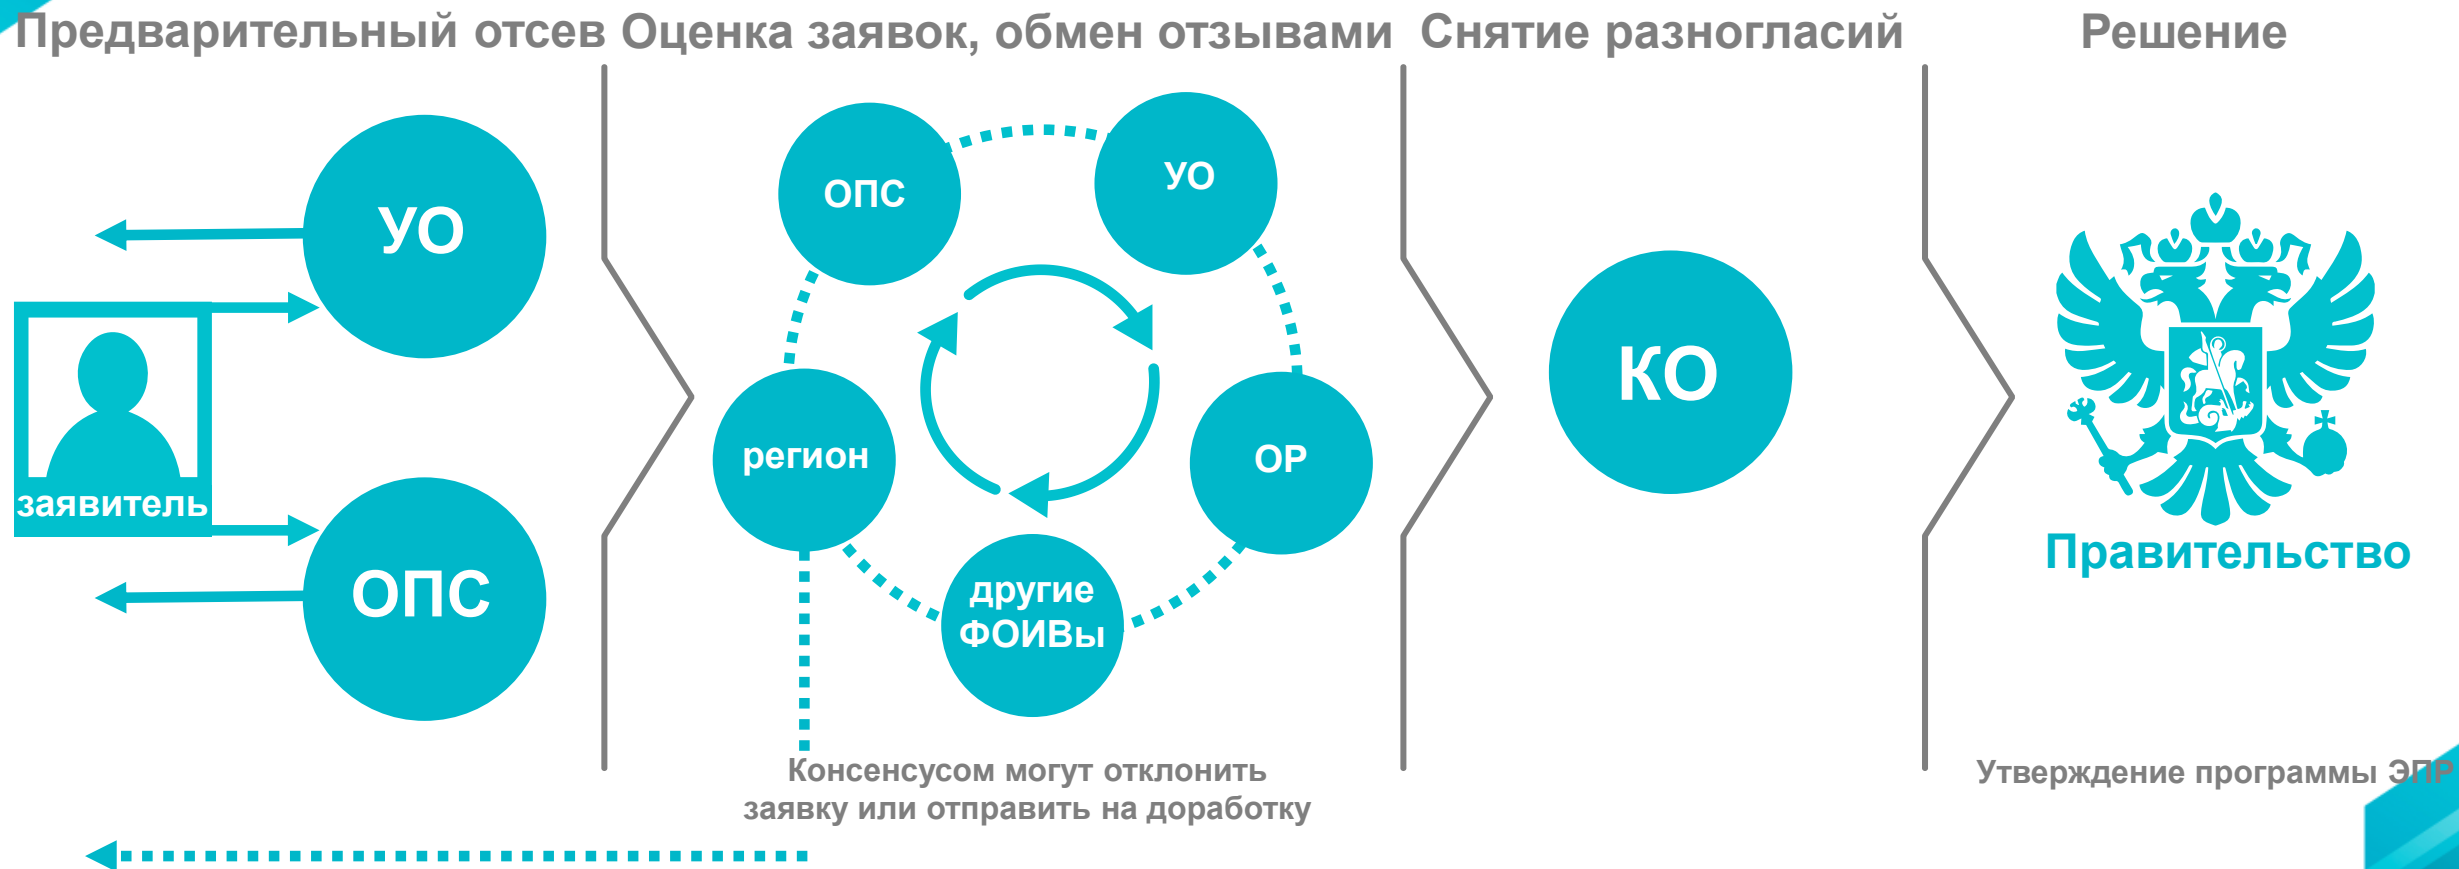 Предварительный отсев
Оценка заявок, обмен отзывами
Снятие разногласий
Решение
УО
заявитель
ОПС
ОПС
УО
регион
ОР
другие
ФОИВы
Консенсусом могут отклонить
заявку или отправить на доработку
КО
Правительство
Утверждение программы ЭПР